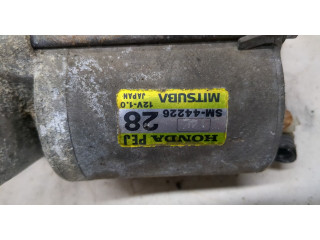 HONDA PEJ
28
SM-44226
12V-1.0
MITSUBA
JAPAN